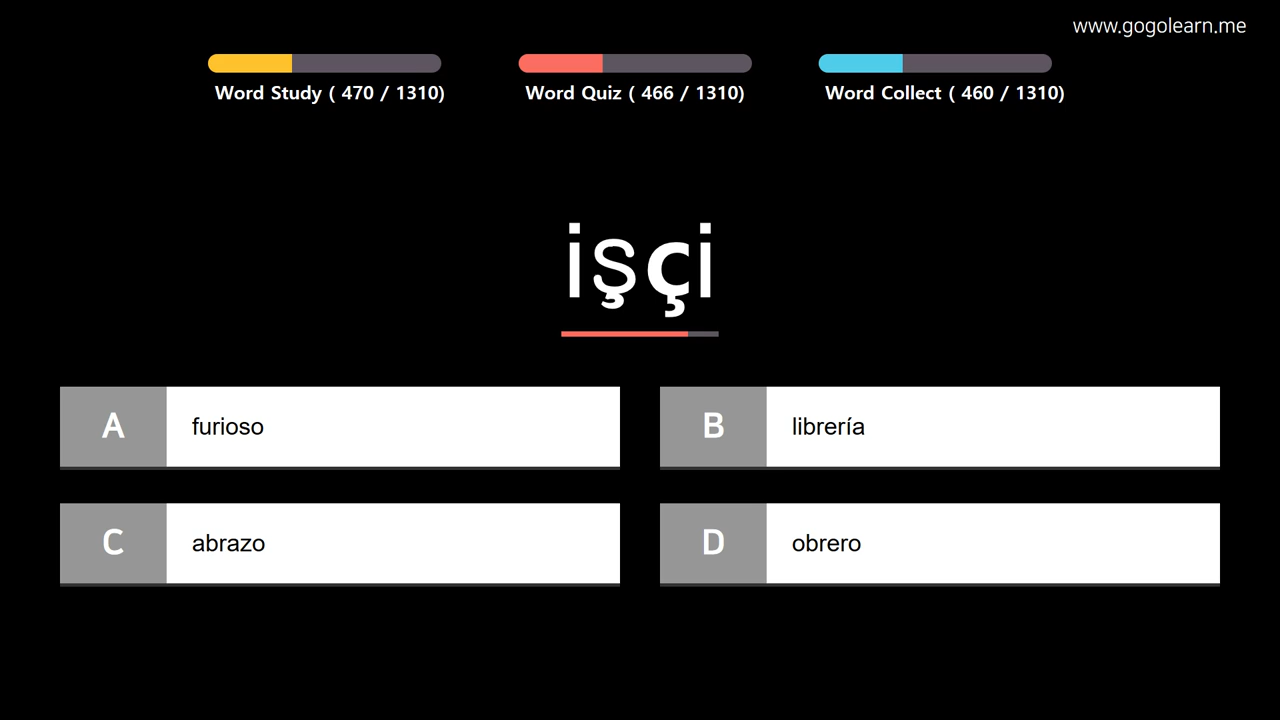 www.gogolearn.me
Word Study ( 470 / 1310)
Word Quiz ( 466 / 1310)
Word Collect ( 460 / 1310)
işçi
A furioso
B librería
C abrazo
D obrero